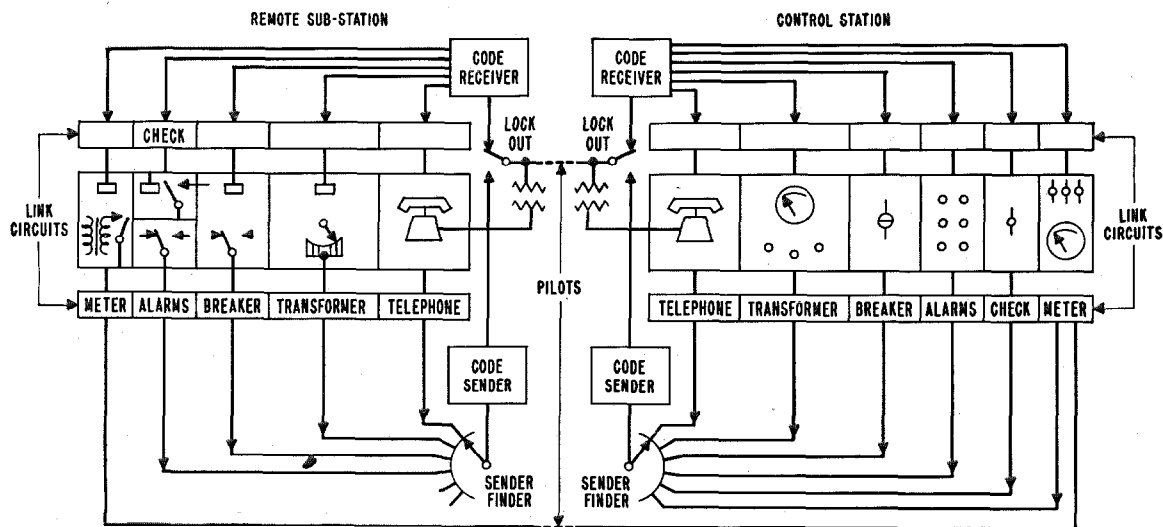 REMOTE SUB-STATION
CONTROL STATION
CODE
RECEIVER
CODE
RECEIVER
CHECK
LOCK
OUT
LOCK
OUT
LINK
CIRCUITS
LINK
CIRCUITS
PILOTS
METER ALARMS BREAKER TRANSFORMER TELEPHONE
TELEPHONE TRANSFORMER BREAKER ALARMS CHECK METER
CODE
SENDER
CODE
SENDER
SENDER
FINDER
SENDER
FINDER